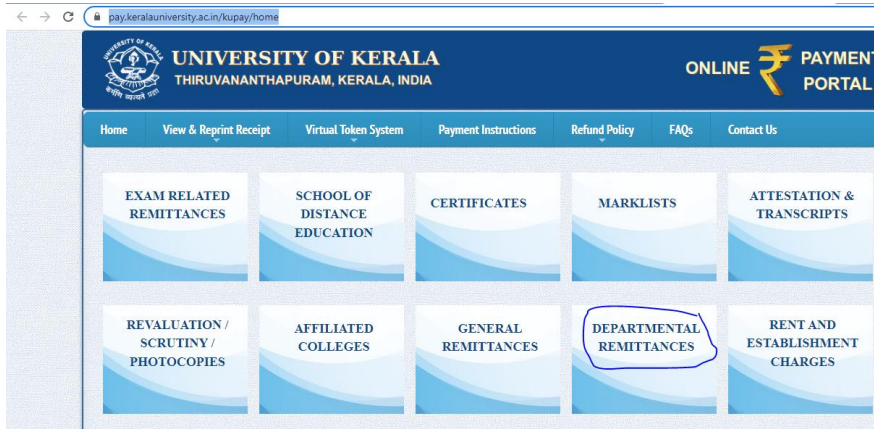 pay.keralauniversity.ac.in/kupay/home
UNIVERSITY OF KERALA
THIRUVANANTHAPURAM, KERALA, INDIA
ONLINE ₹ PAYMENT
PORTAL
Home View & Reprint Receipt Virtual Token System Payment Instructions Refund Policy FAQs Contact Us
EXAM RELATED
REMITTANCES
SCHOOL OF
DISTANCE
EDUCATION
CERTIFICATES
MARKLISTS
ATTESTATION &
TRANSCRIPTS
REVALUATION /
SCRUTINY /
PHOTOCOPIES
AFFILIATED
COLLEGES
GENERAL
REMITTANCES
DEPARTMENTAL
REMITTANCES
RENT AND
ESTABLISHMENT
CHARGES